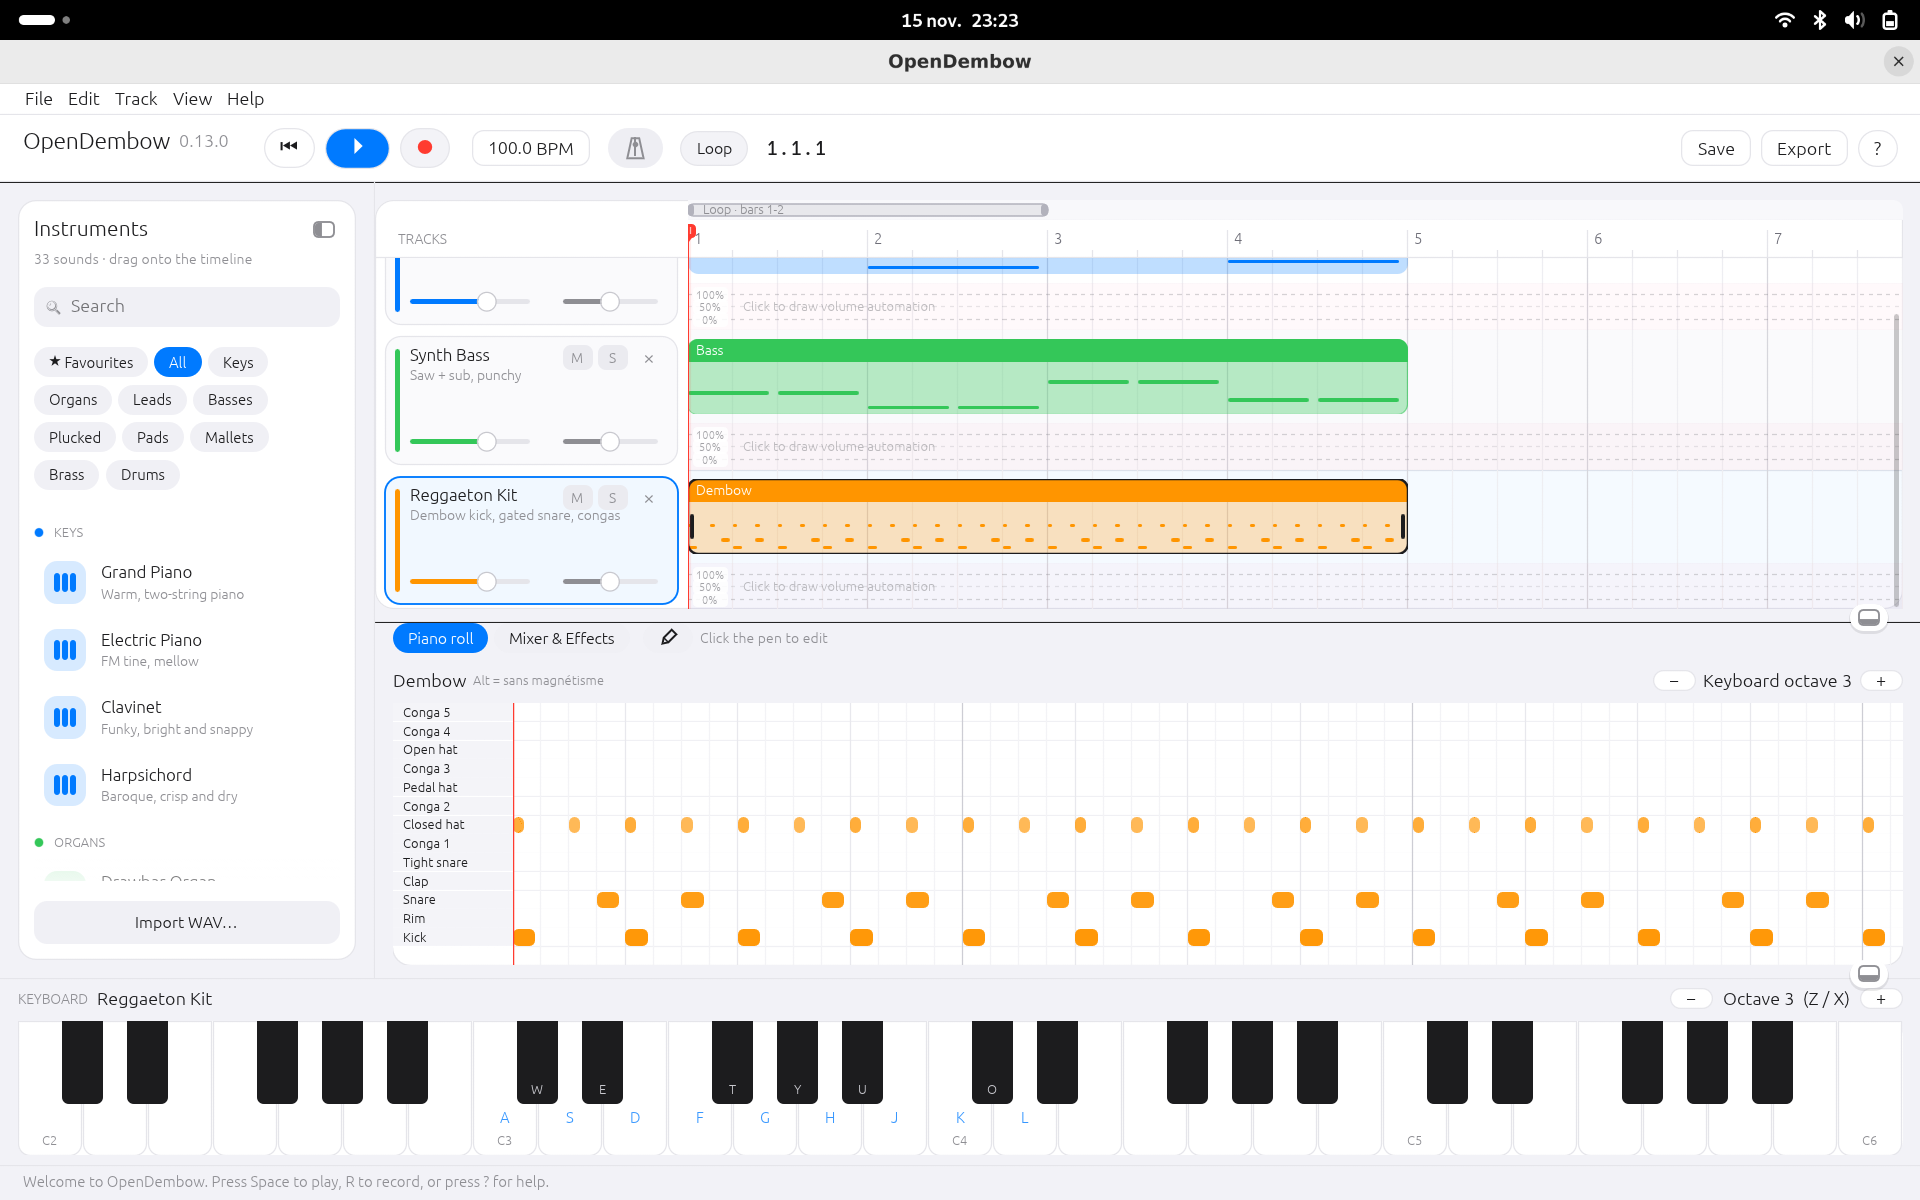 15 nov. 23:23
OpenDembow
File Edit Track View Help
OpenDembow 0.13.0
100.0 BPM
Loop
1.1.1
Save
Export
?
Instruments
33 sounds · drag onto the timeline
Search
★ Favourites
All
Keys
Organs
Leads
Basses
Plucked
Pads
Mallets
Brass
Drums
KEYS
Grand Piano
Warm, two-string piano
Electric Piano
FM tine, mellow
Clavinet
Funky, bright and snappy
Harpsichord
Baroque, crisp and dry
ORGANS
Drawbar Organ
Import WAV…
TRACKS
Loop · bars 1-2
1 2 3 4 5 6 7
100%
50%
0%
Click to draw volume automation
Synth Bass
Saw + sub, punchy
M S ×
Bass
100%
50%
0%
Click to draw volume automation
Reggaeton Kit
Dembow kick, gated snare, congas
M S ×
Dembow
100%
50%
0%
Click to draw volume automation
Piano roll
Mixer & Effects
Click the pen to edit
Dembow Alt = sans magnétisme
− Keyboard octave 3 +
Conga 5
Conga 4
Open hat
Conga 3
Pedal hat
Conga 2
Closed hat
Conga 1
Tight snare
Clap
Snare
Rim
Kick
KEYBOARD Reggaeton Kit
− Octave 3 (Z / X) +
W E T Y U O
A S D F G H J K L
C2 C3 C4 C5 C6
Welcome to OpenDembow. Press Space to play, R to record, or press ? for help.